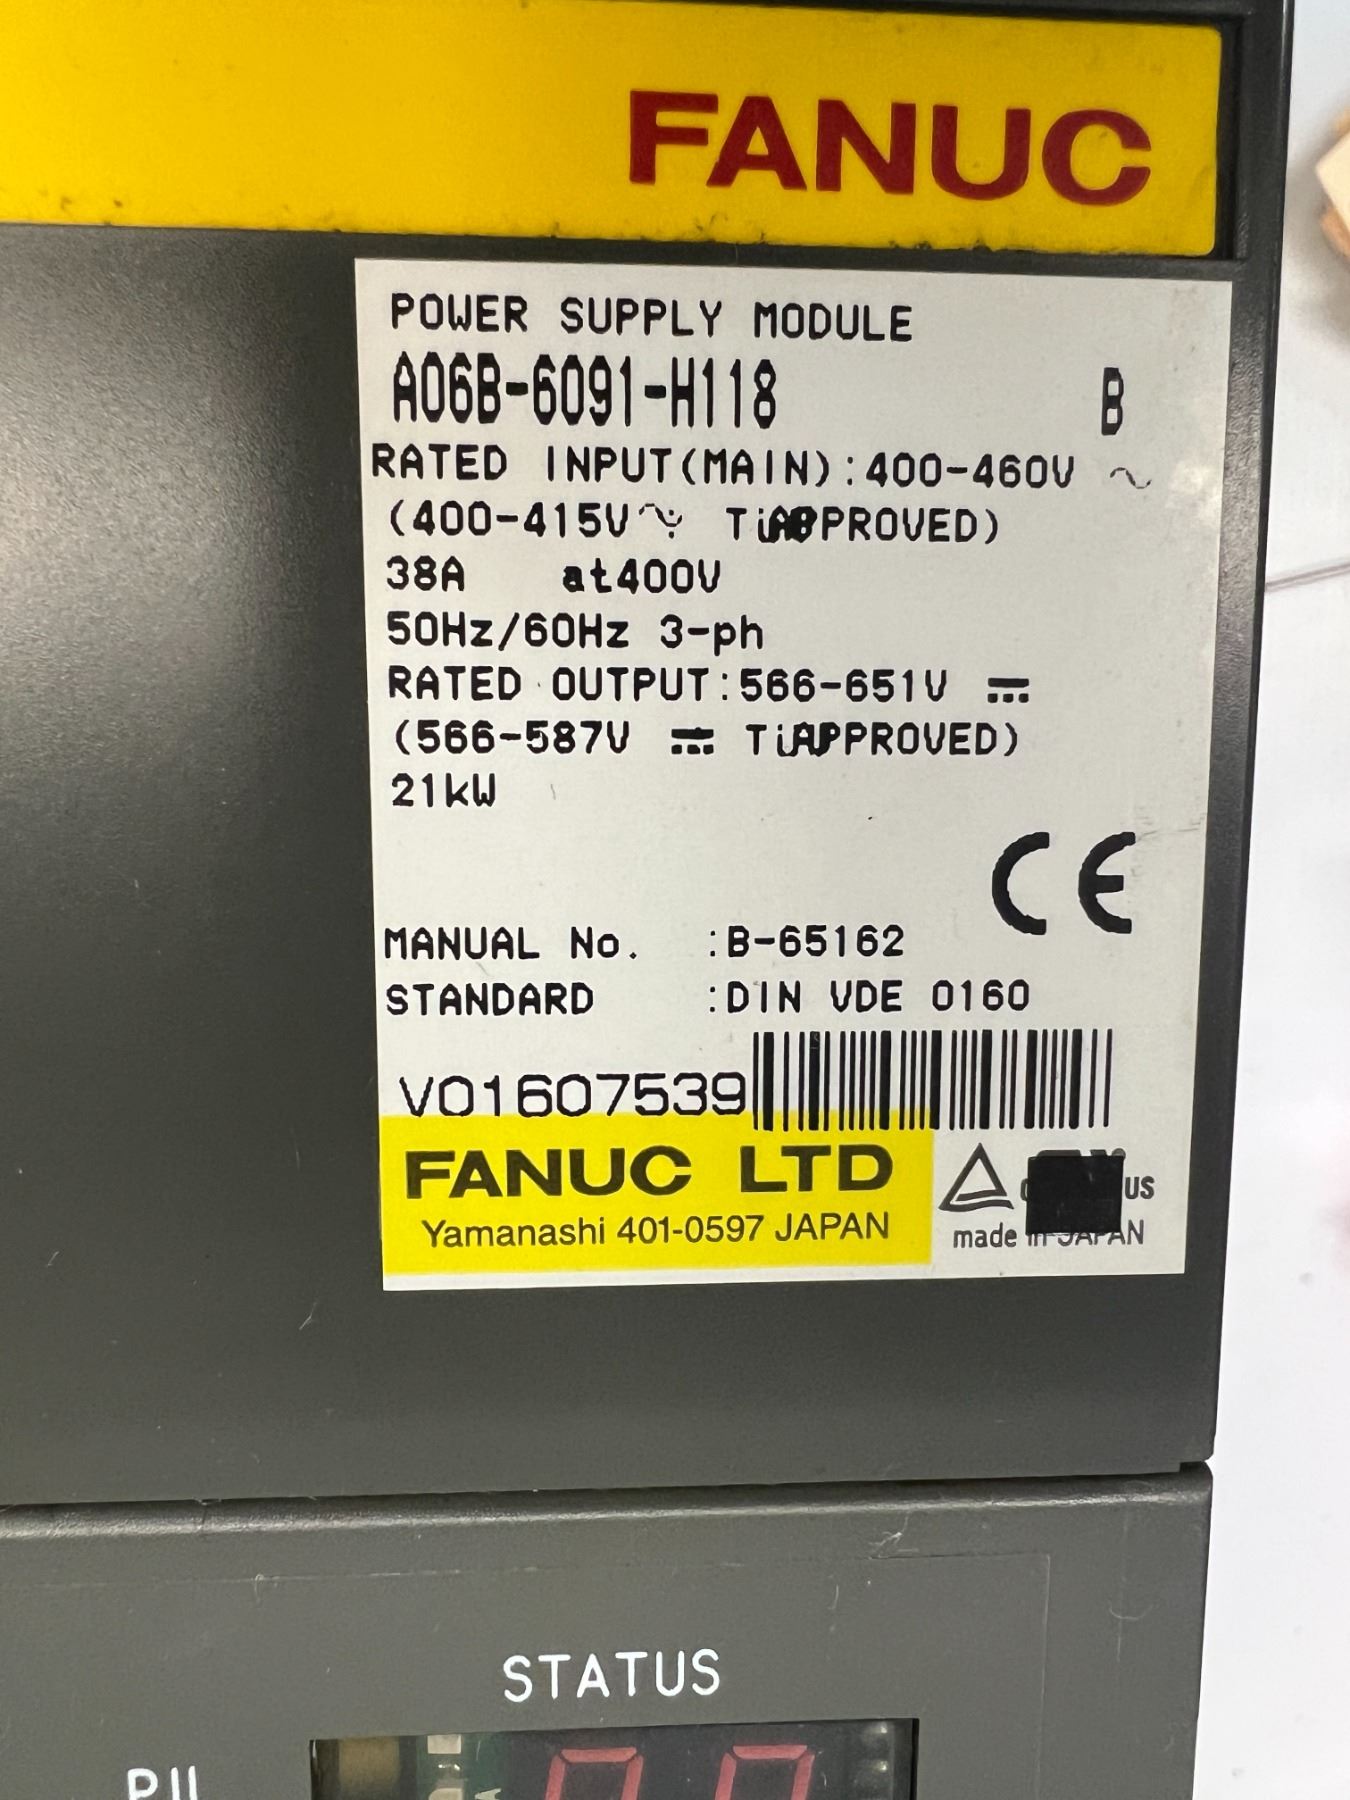 FANUC
POWER SUPPLY MODULE
A06B-6091-H118 B
RATED INPUT(MAIN):400-460V ~
(400-415V APPROVED)
38A at400V
50Hz/60Hz 3-ph
RATED OUTPUT:566-651V ⎓
(566-587V ⎓ APPROVED)
21kW
CE
MANUAL No. :B-65162
STANDARD :DIN VDE 0160
V01607539
FANUC LTD
Yamanashi 401-0597 JAPAN
US
made in JAPAN
STATUS